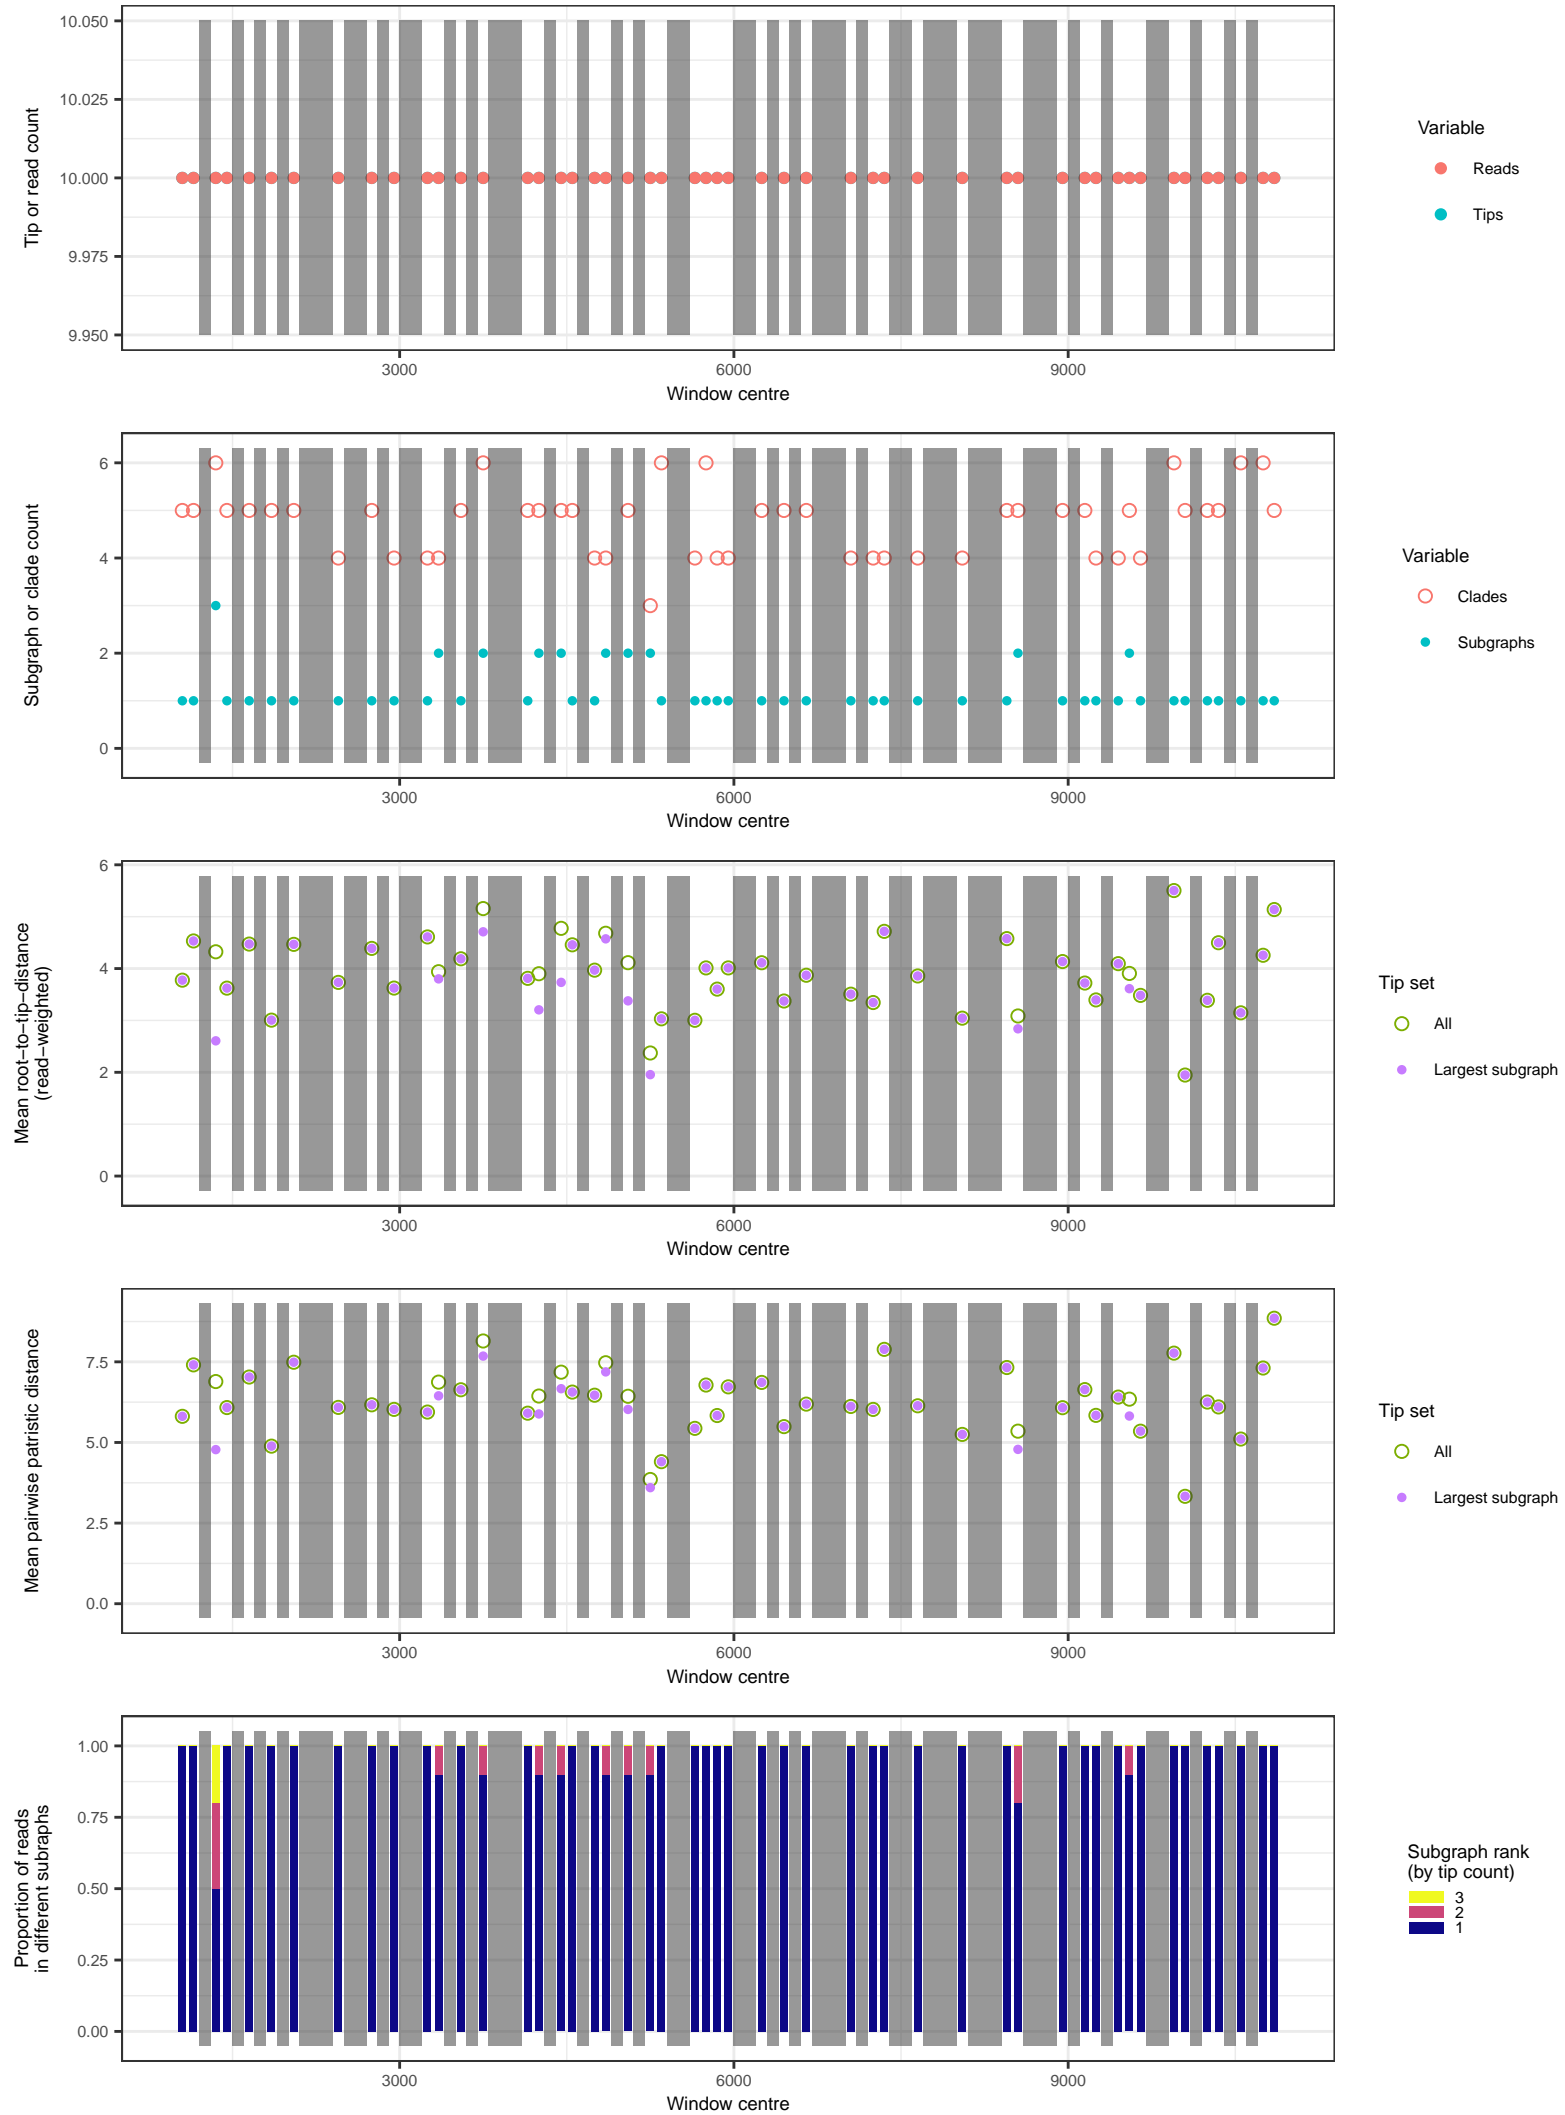 10.050
10.025
10.000
9.975
9.950
Tip or read count
3000
6000
9000
Window centre
Variable
Reads
Tips
6
4
2
0
Subgraph or clade count
3000
6000
9000
Window centre
Variable
Clades
Subgraphs
6
4
2
0
Mean root−to−tip−distance
(read−weighted)
3000
6000
9000
Window centre
Tip set
All
Largest subgraph
7.5
5.0
2.5
0.0
Mean pairwise patristic distance
3000
6000
9000
Window centre
Tip set
All
Largest subgraph
1.00
0.75
0.50
0.25
0.00
Proportion of reads
in different subraphs
3000
6000
9000
Window centre
Subgraph rank
(by tip count)
3
2
1